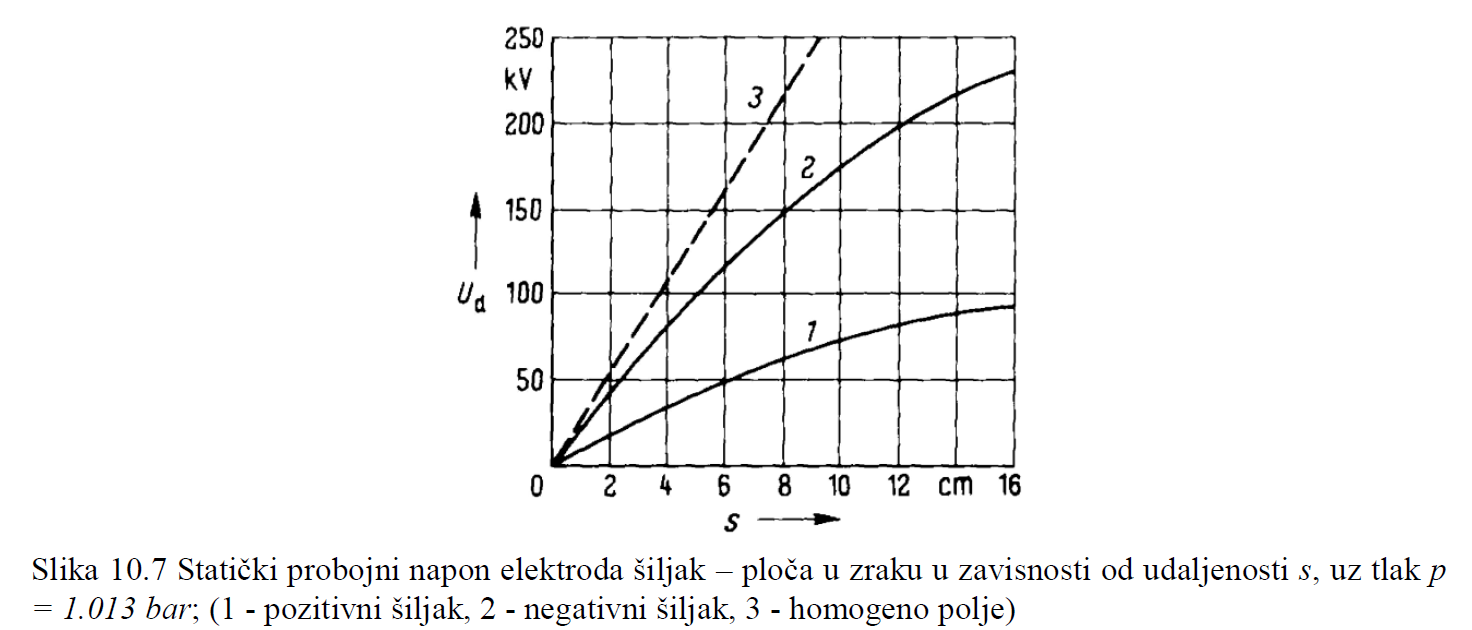 250
kV
200
150
U_d
100
50
0
2
4
6
8
10
12
cm
16
s
3
2
1
Slika 10.7 Statički probojni napon elektroda šiljak – ploča u zraku u zavisnosti od udaljenosti s, uz tlak p
= 1.013 bar; (1 - pozitivni šiljak, 2 - negativni šiljak, 3 - homogeno polje)